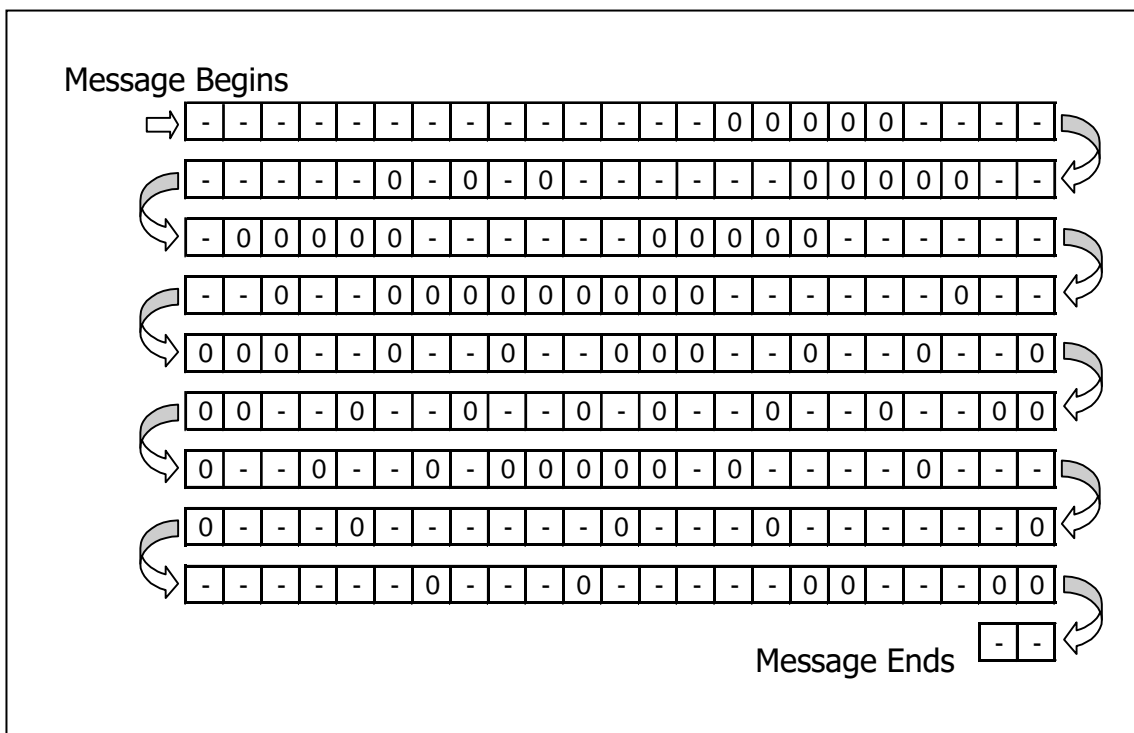 Message Begins
- - - - - - - - - - - - - - 0 0 0 0 0 - - - -
- - - - - 0 - 0 - 0 - - - - - - 0 0 0 0 0 - -
- 0 0 0 0 0 - - - - - - 0 0 0 0 0 - - - - - -
- - 0 - - 0 0 0 0 0 0 0 0 0 - - - - - - 0 - -
0 0 0 - - 0 - - 0 - - 0 0 0 - - 0 - - 0 - - 0
0 0 - - 0 - - 0 - - 0 - 0 - - 0 - - 0 - - 0 0
0 - - 0 - - 0 - 0 0 0 0 0 - 0 - - - - 0 - - -
0 - - - 0 - - - - - - 0 - - - 0 - - - - - - 0
- - - - - - 0 - - - 0 - - - - - 0 0 - - - 0 0
- -
Message Ends